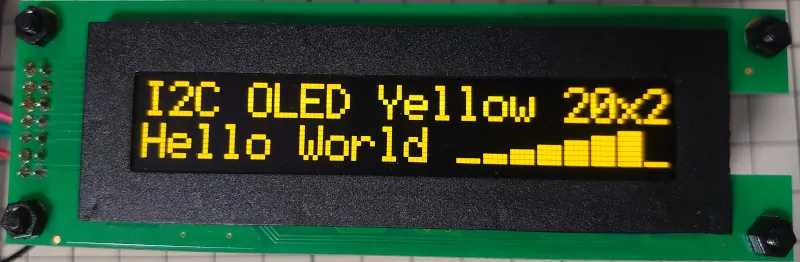 I2C OLED Yellow 20x2
Hello World